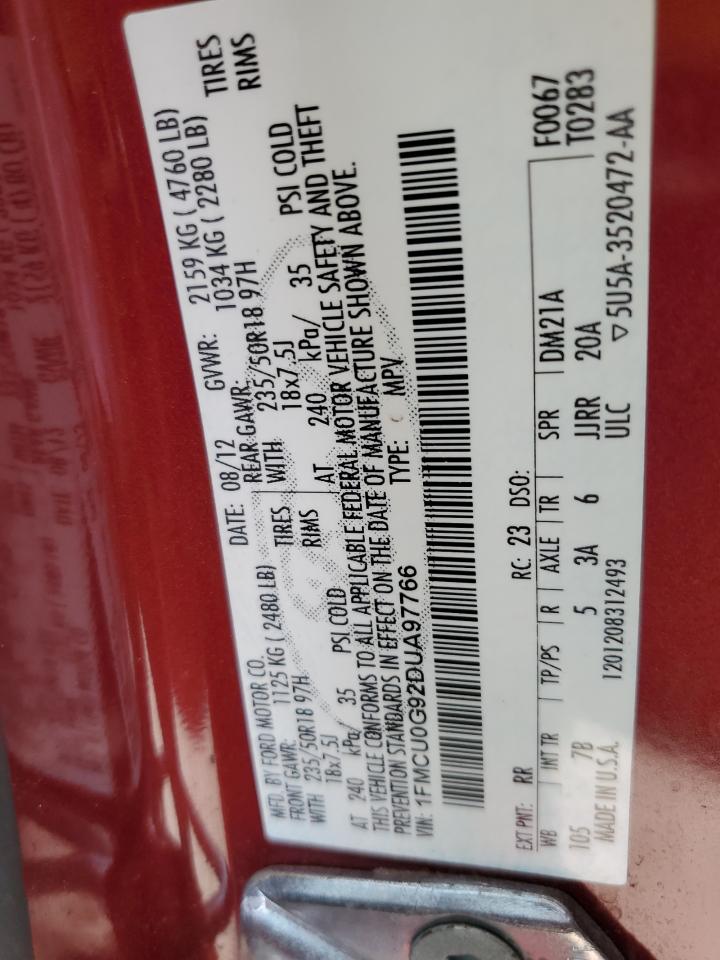 MFD. BY FORD MOTOR CO. DATE: 08/12 GVWR: 2159 KG ( 4760 LB)
FRONT GAWR: 1125 KG ( 2480 LB) REAR GAWR: 1034 KG ( 2280 LB)
WITH 235/50R18 97H TIRES WITH 235/50R18 97H TIRES
18x7.5J RIMS 18x7.5J RIMS
AT 240 kPa/ 35 PSI COLD AT 240 kPa/ 35 PSI COLD
THIS VEHICLE CONFORMS TO ALL APPLICABLE FEDERAL MOTOR VEHICLE SAFETY AND THEFT
PREVENTION STANDARDS IN EFFECT ON THE DATE OF MANUFACTURE SHOWN ABOVE.
VIN: 1FMCU0G92DUA97766 TYPE: MPV
EXT PNT: RR RC: 23 DSO: F0067
WB INT TR TP/PS R AXLE TR SPR DM21A T0283
105 7B 5 3A 6 JJRR 20A
MADE IN U.S.A. 1201208312493 ULC ▽5U5A-3520472-AA